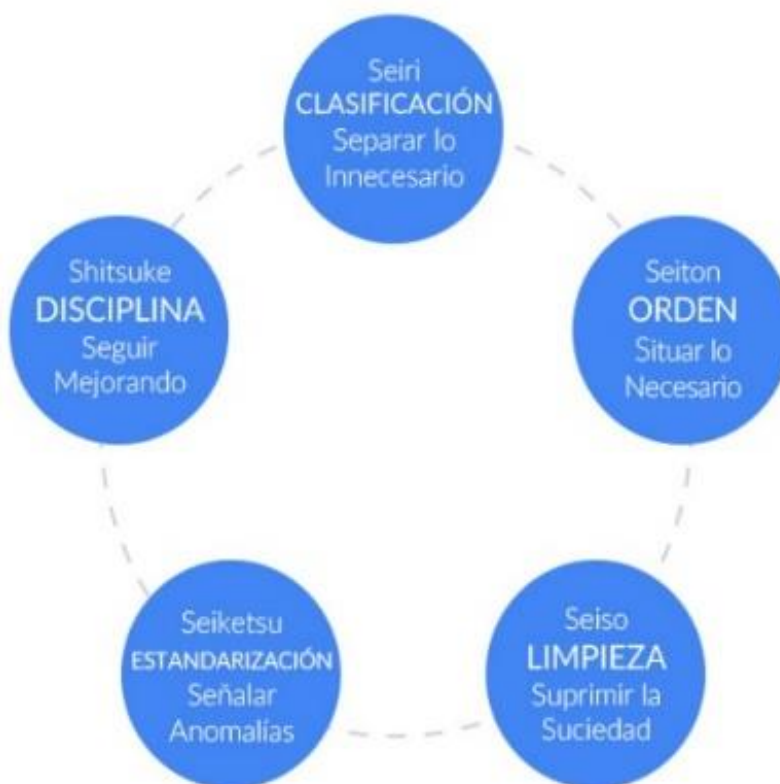 Seiri
CLASIFICACIÓN
Separar lo
Innecesario
Seiton
ORDEN
Situar lo
Necesario
Seiso
LIMPIEZA
Suprimir la
Suciedad
Seiketsu
ESTANDARIZACIÓN
Señalar
Anomalías
Shitsuke
DISCIPLINA
Seguir
Mejorando